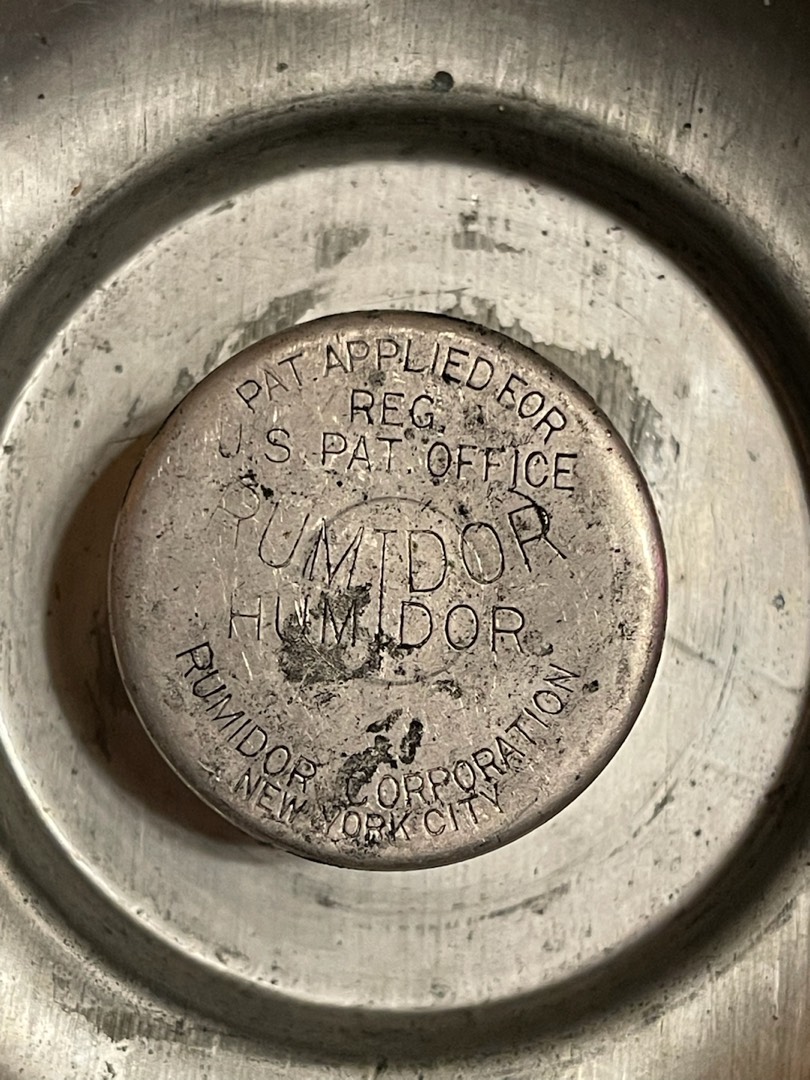 PAT. APPLIED FOR
REG.
U.S. PAT. OFFICE
RUMIDOR
HUMIDOR
RUMIDOR CORPORATION
NEW YORK CITY